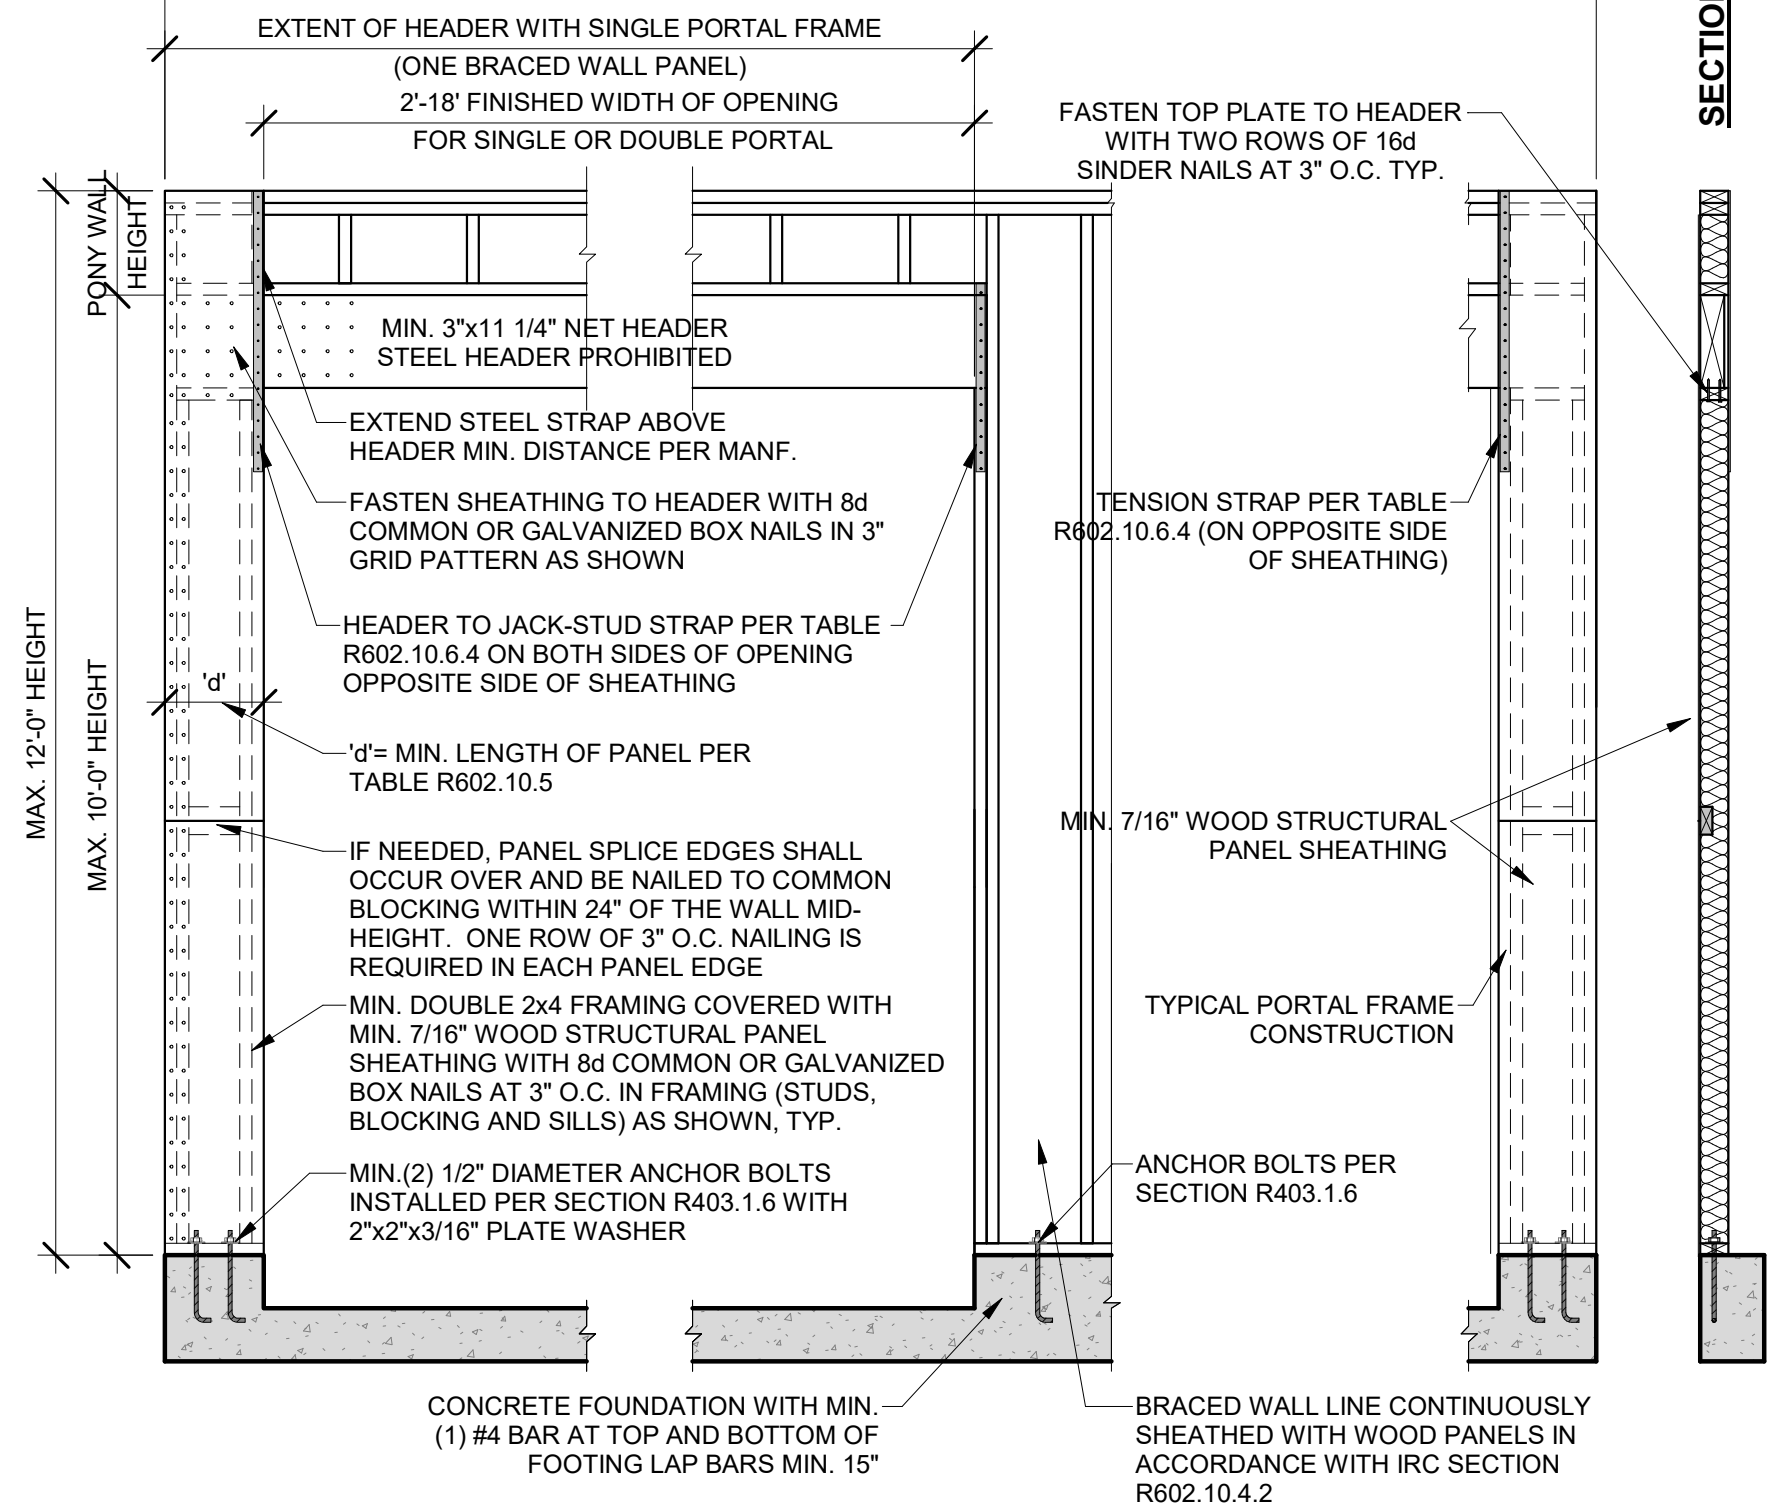 EXTENT OF HEADER WITH SINGLE PORTAL FRAME
(ONE BRACED WALL PANEL)
2'-18' FINISHED WIDTH OF OPENING
FOR SINGLE OR DOUBLE PORTAL
SECTION
FASTEN TOP PLATE TO HEADER
WITH TWO ROWS OF 16d
SINDER NAILS AT 3" O.C. TYP.
PONY WALL
HEIGHT
MIN. 3"x11 1/4" NET HEADER
STEEL HEADER PROHIBITED
EXTEND STEEL STRAP ABOVE
HEADER MIN. DISTANCE PER MANF.
FASTEN SHEATHING TO HEADER WITH 8d
COMMON OR GALVANIZED BOX NAILS IN 3"
GRID PATTERN AS SHOWN
TENSION STRAP PER TABLE
R602.10.6.4 (ON OPPOSITE SIDE
OF SHEATHING)
HEADER TO JACK-STUD STRAP PER TABLE
R602.10.6.4 ON BOTH SIDES OF OPENING
OPPOSITE SIDE OF SHEATHING
MAX. 12'-0" HEIGHT
MAX. 10'-0" HEIGHT
'd'
'd'= MIN. LENGTH OF PANEL PER
TABLE R602.10.5
MIN. 7/16" WOOD STRUCTURAL
PANEL SHEATHING
IF NEEDED, PANEL SPLICE EDGES SHALL
OCCUR OVER AND BE NAILED TO COMMON
BLOCKING WITHIN 24" OF THE WALL MID-
HEIGHT.  ONE ROW OF 3" O.C. NAILING IS
REQUIRED IN EACH PANEL EDGE
MIN. DOUBLE 2x4 FRAMING COVERED WITH
MIN. 7/16" WOOD STRUCTURAL PANEL
SHEATHING WITH 8d COMMON OR GALVANIZED
BOX NAILS AT 3" O.C. IN FRAMING (STUDS,
BLOCKING AND SILLS) AS SHOWN, TYP.
TYPICAL PORTAL FRAME
CONSTRUCTION
MIN.(2) 1/2" DIAMETER ANCHOR BOLTS
INSTALLED PER SECTION R403.1.6 WITH
2"x2"x3/16" PLATE WASHER
ANCHOR BOLTS PER
SECTION R403.1.6
CONCRETE FOUNDATION WITH MIN.
(1) #4 BAR AT TOP AND BOTTOM OF
FOOTING LAP BARS MIN. 15"
BRACED WALL LINE CONTINUOUSLY
SHEATHED WITH WOOD PANELS IN
ACCORDANCE WITH IRC SECTION
R602.10.4.2